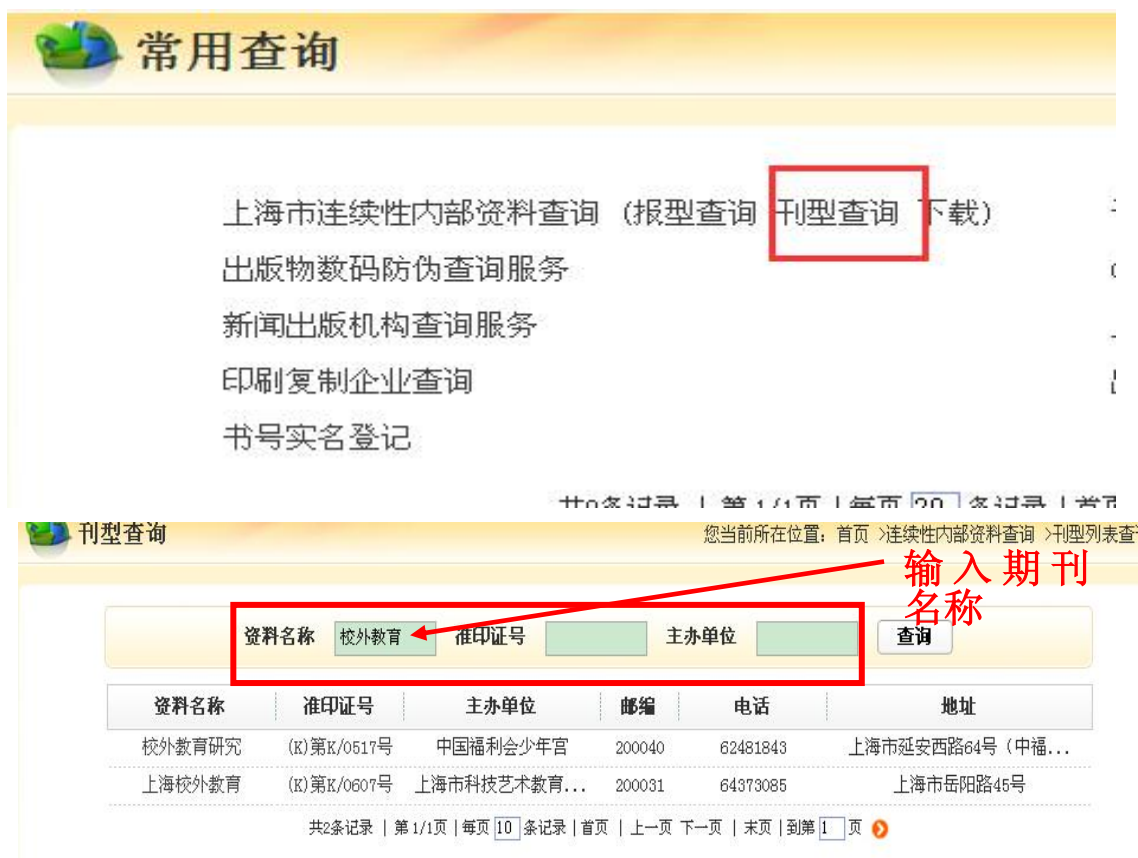 常用查询
上海市连续性内部资料查询（报型查询 刊型查询 下载）
出版物数码防伪查询服务
新闻出版机构查询服务
印刷复制企业查询
书号实名登记
刊型查询
您当前所在位置：首页 >连续性内部资料查询 >刊型列表查
输入期刊
名称
资料名称 校外教育 准印证号 主办单位 查询
资料名称 准印证号 主办单位 邮编 电话 地址
校外教育研究 (K)第K/0517号 中国福利会少年宫 200040 62481843 上海市延安西路64号（中福...
上海校外教育 (K)第K/0607号 上海市科技艺术教育... 200031 64373085 上海市岳阳路45号
共2条记录 | 第1/1页 | 每页 10 条记录 | 首页 | 上一页 下一页 | 末页 | 到第 1 页